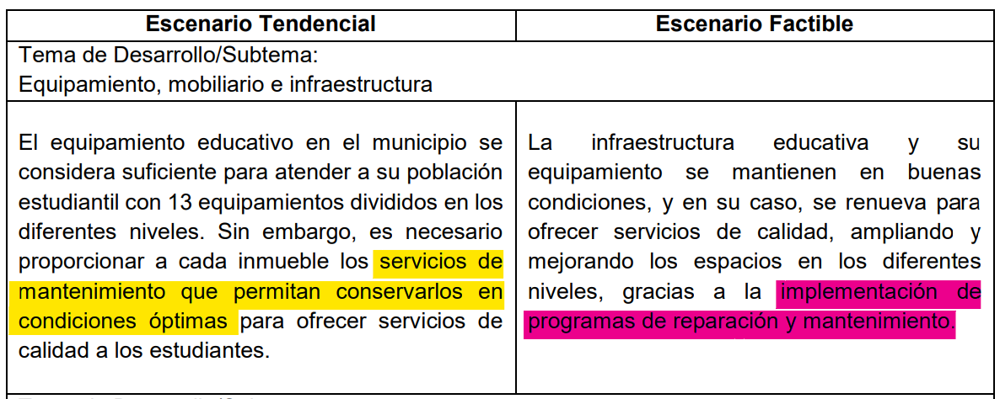 Escenario Tendencial
Escenario Factible
Tema de Desarrollo/Subtema:
Equipamiento, mobiliario e infraestructura
El equipamiento educativo en el municipio se
considera suficiente para atender a su población
estudiantil con 13 equipamientos divididos en los
diferentes niveles. Sin embargo, es necesario
proporcionar a cada inmueble los servicios de
mantenimiento que permitan conservarlos en
condiciones óptimas para ofrecer servicios de
calidad a los estudiantes.
La infraestructura educativa y su
equipamiento se mantienen en buenas
condiciones, y en su caso, se renueva para
ofrecer servicios de calidad, ampliando y
mejorando los espacios en los diferentes
niveles, gracias a la implementación de
programas de reparación y mantenimiento.